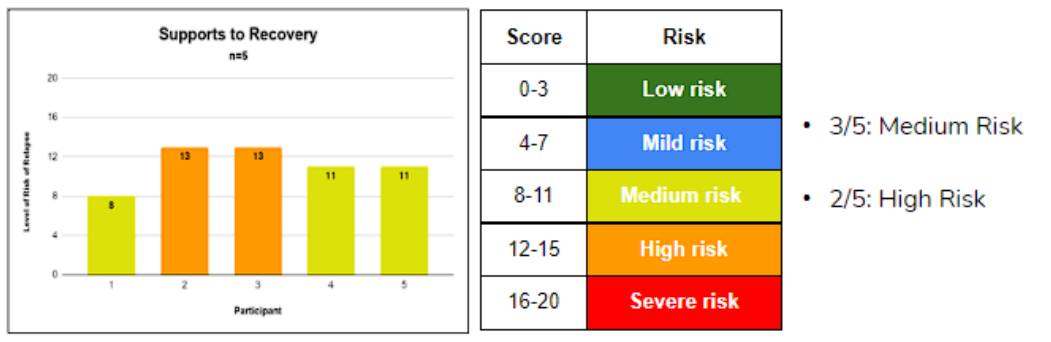 Supports to Recovery
n=5
Level of Risk of Relapse
20
16
12
8
4
0
8
13
13
11
11
1 2 3 4 5
Participant
Score Risk
0-3 Low risk
4-7 Mild risk
8-11 Medium risk
12-15 High risk
16-20 Severe risk
• 3/5: Medium Risk
• 2/5: High Risk